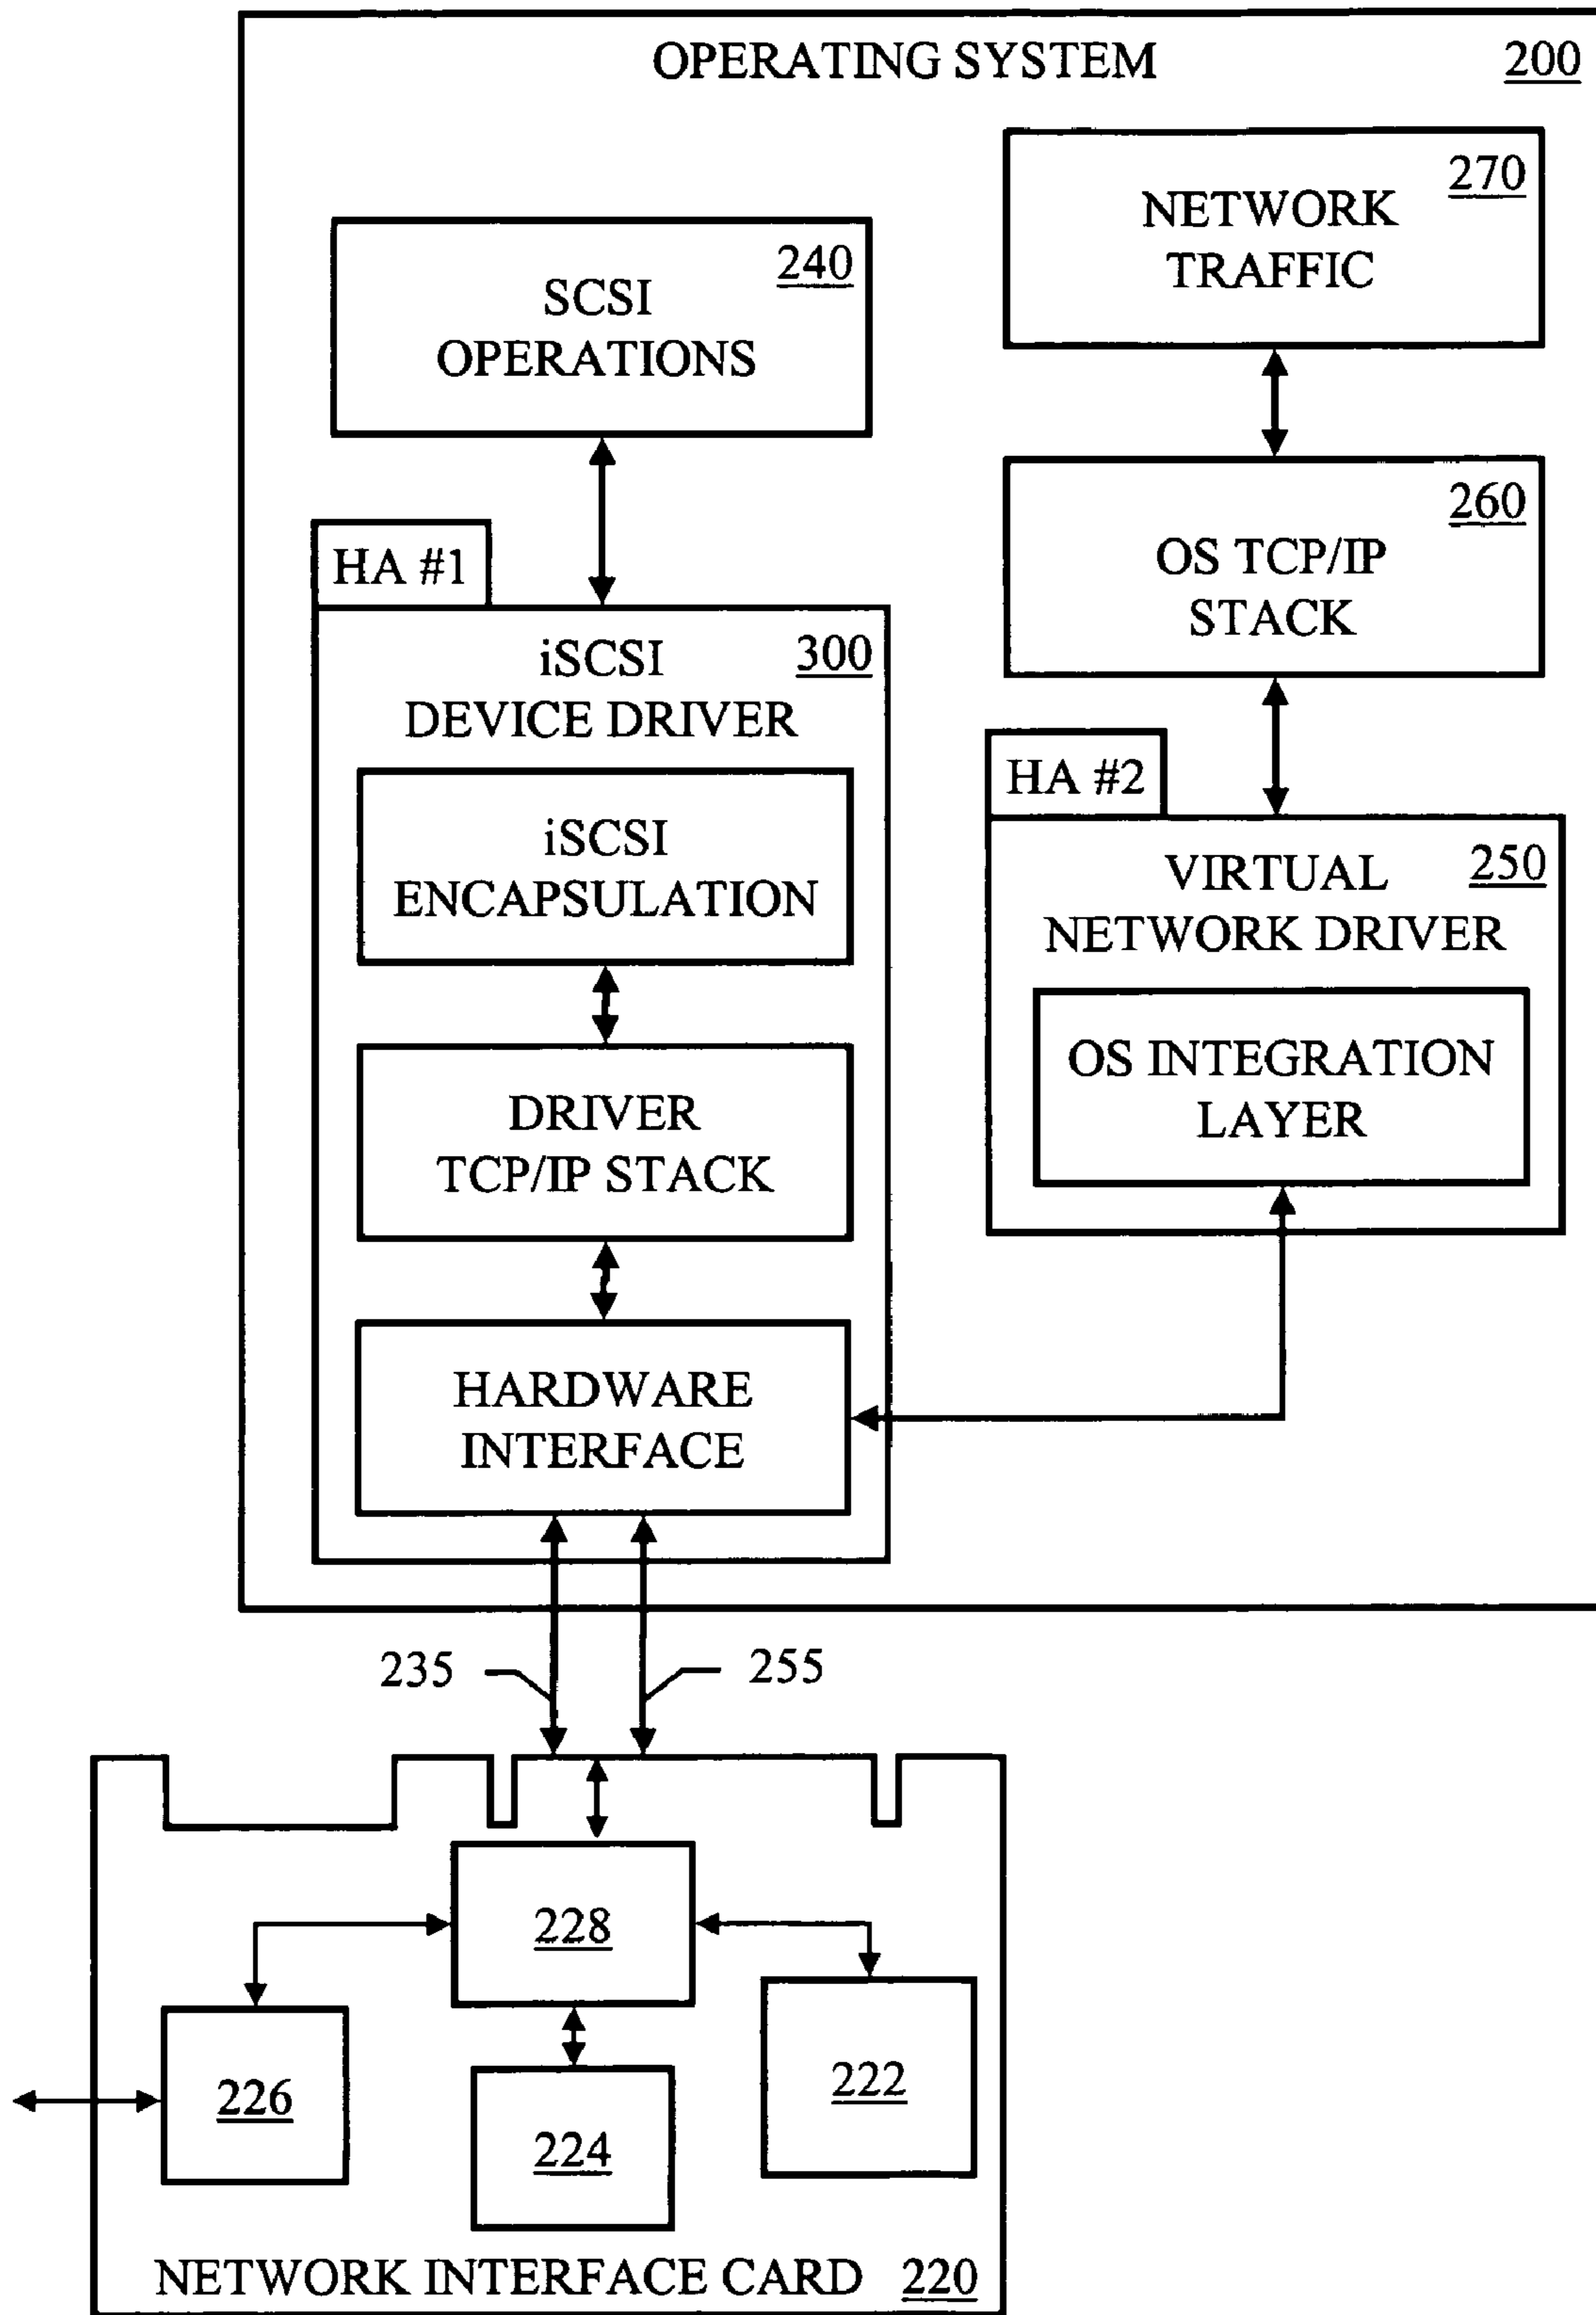 OPERATING SYSTEM 200
240
SCSI
OPERATIONS
270
NETWORK
TRAFFIC
260
OS TCP/IP
STACK
HA #1
iSCSI 300
DEVICE DRIVER
iSCSI
ENCAPSULATION
DRIVER
TCP/IP STACK
HARDWARE
INTERFACE
HA #2
VIRTUAL 250
NETWORK DRIVER
OS INTEGRATION
LAYER
235
255
228
226
224
222
NETWORK INTERFACE CARD 220